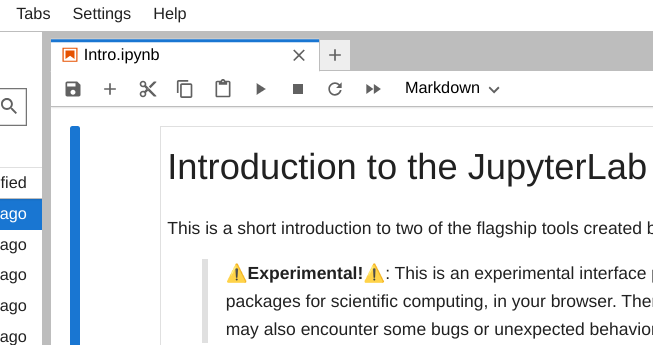 Tabs Settings Help
Intro.ipynb
Markdown
fied
ago
ago
ago
ago
ago
Introduction to the JupyterLab
This is a short introduction to two of the flagship tools created b
⚠️Experimental!⚠️: This is an experimental interface
packages for scientific computing, in your browser. Ther
may also encounter some bugs or unexpected behavior